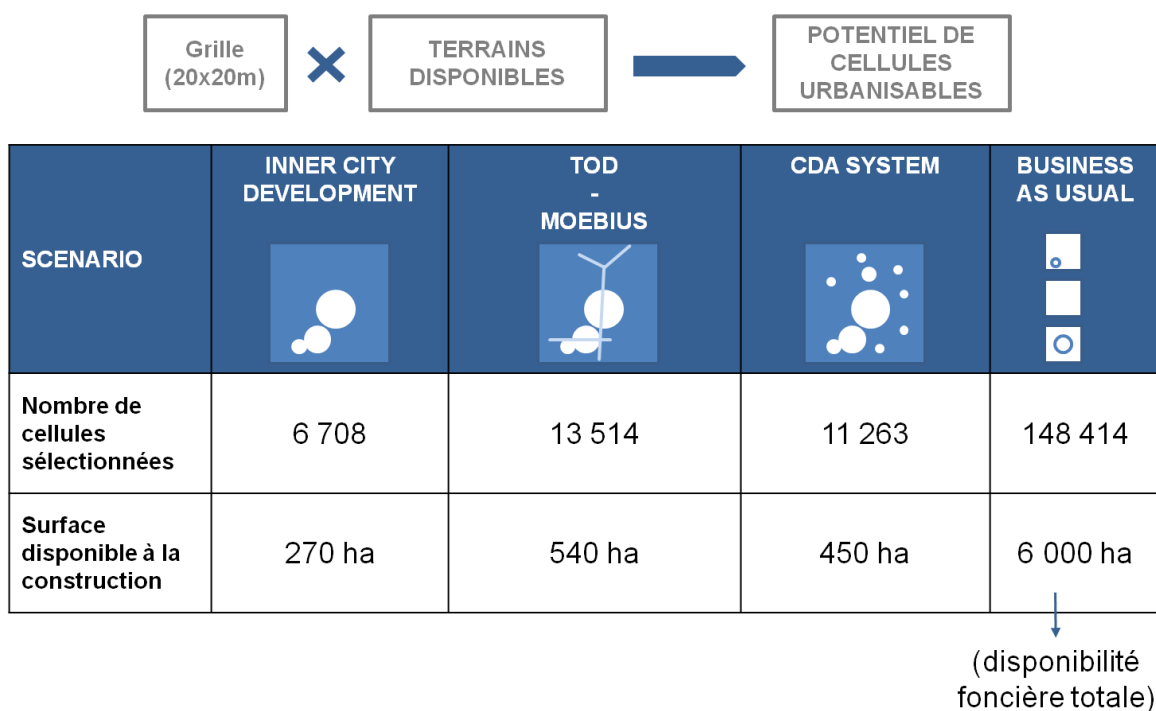 Grille
(20x20m)
TERRAINS
DISPONIBLES
POTENTIEL DE
CELLULES
URBANISABLES
SCENARIO
INNER CITY
DEVELOPMENT
TOD
-
MOEBIUS
CDA SYSTEM
BUSINESS
AS USUAL
Nombre de
cellules
sélectionnées
6 708
13 514
11 263
148 414
Surface
disponible à la
construction
270 ha
540 ha
450 ha
6 000 ha
(disponibilité
foncière totale)